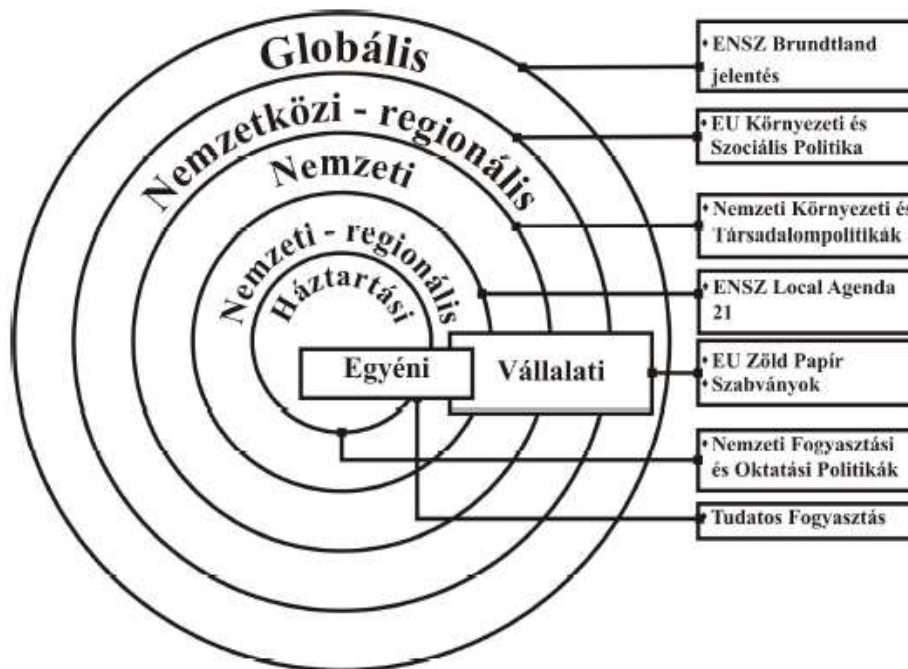 Globális
Nemzetközi - regionális
Nemzeti
Nemzeti - regionális
Háztartási
Egyéni
Vállalati
ENSZ Brundtland
jelentés
EU Környezeti és
Szociális Politika
Nemzeti Környezeti és
Társadalompolitikák
ENSZ Local Agenda
21
EU Zöld Papír
Szabványok
Nemzeti Fogyasztási
és Oktatási Politikák
Tudatos Fogyasztás